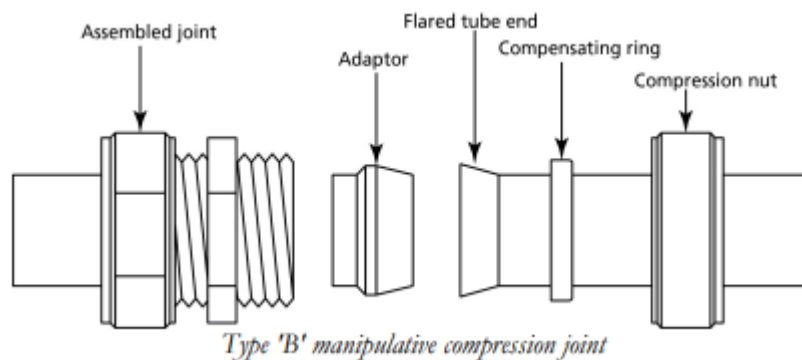 Assembled joint
Adaptor
Flared tube end
Compensating ring
Compression nut
Type 'B' manipulative compression joint